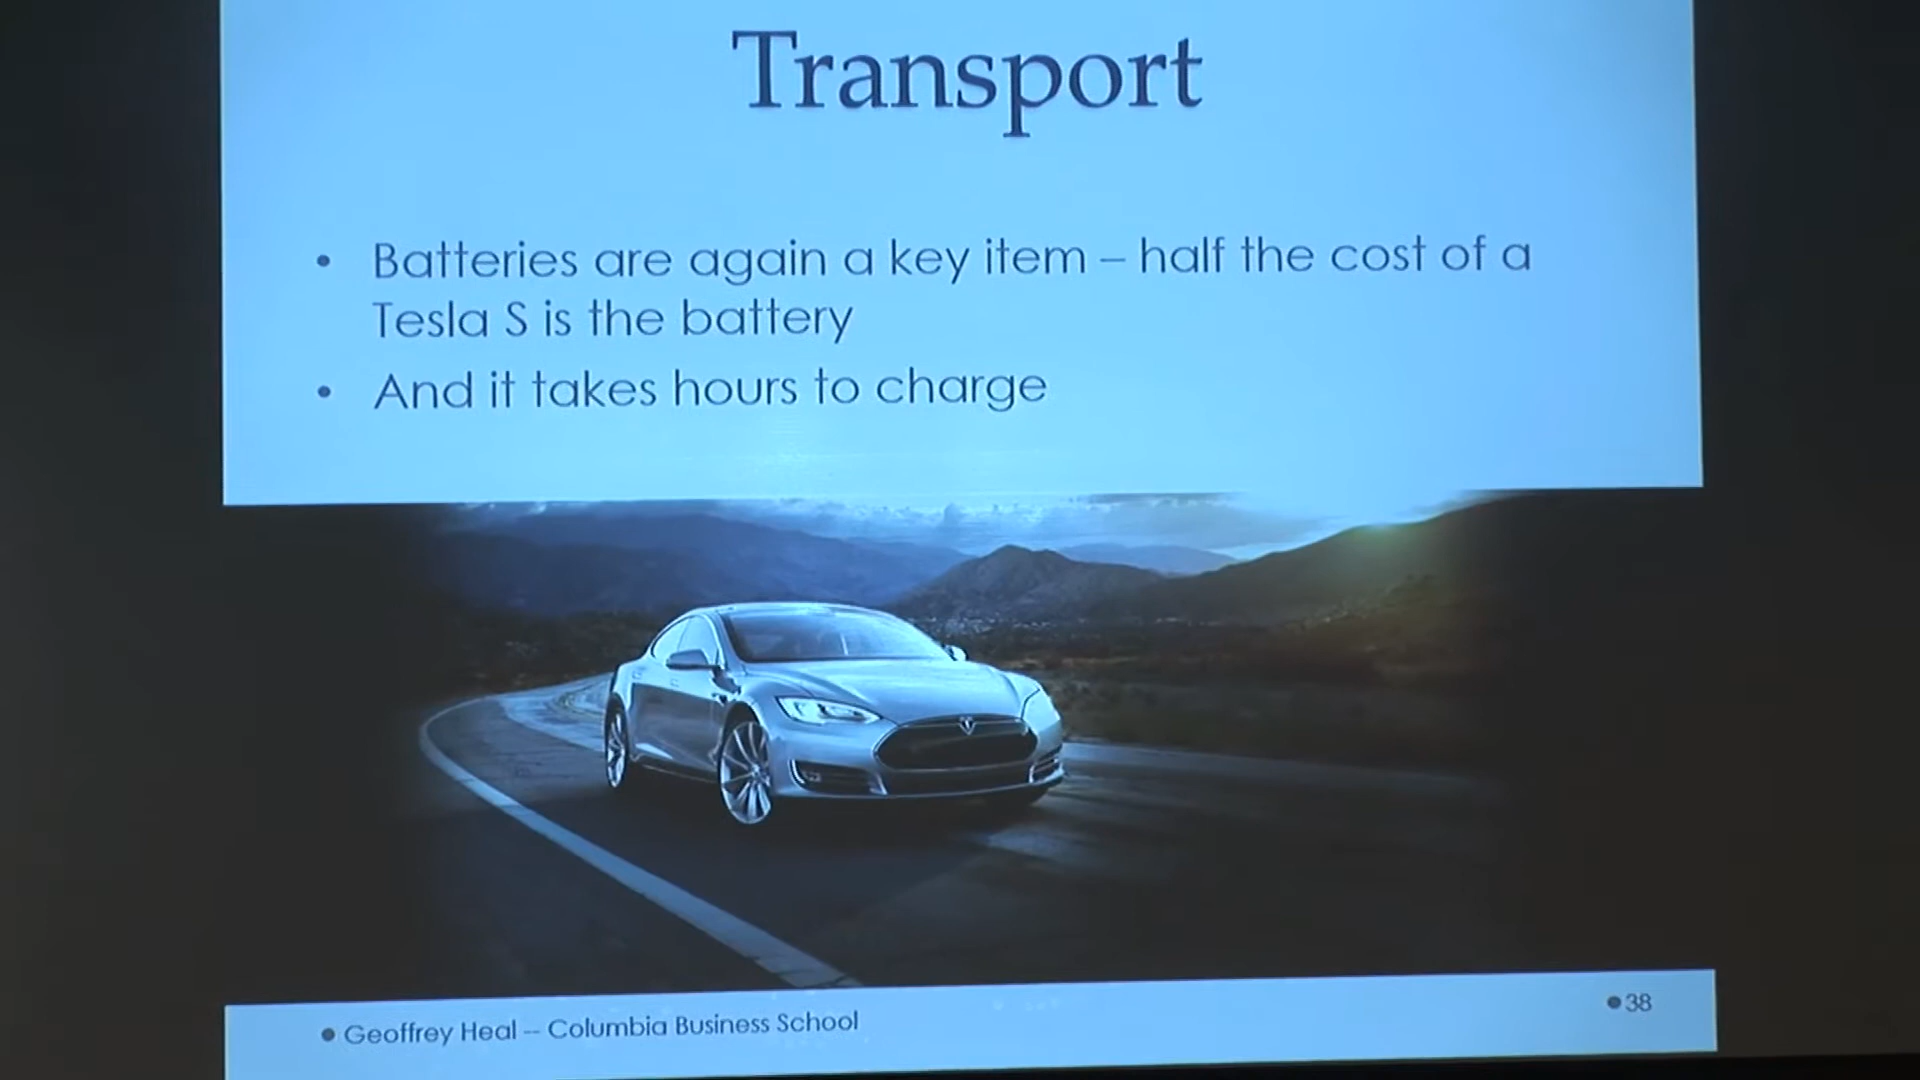 Transport
• Batteries are again a key item – half the cost of a
Tesla S is the battery
• And it takes hours to charge
• Geoffrey Heal -- Columbia Business School
• 38